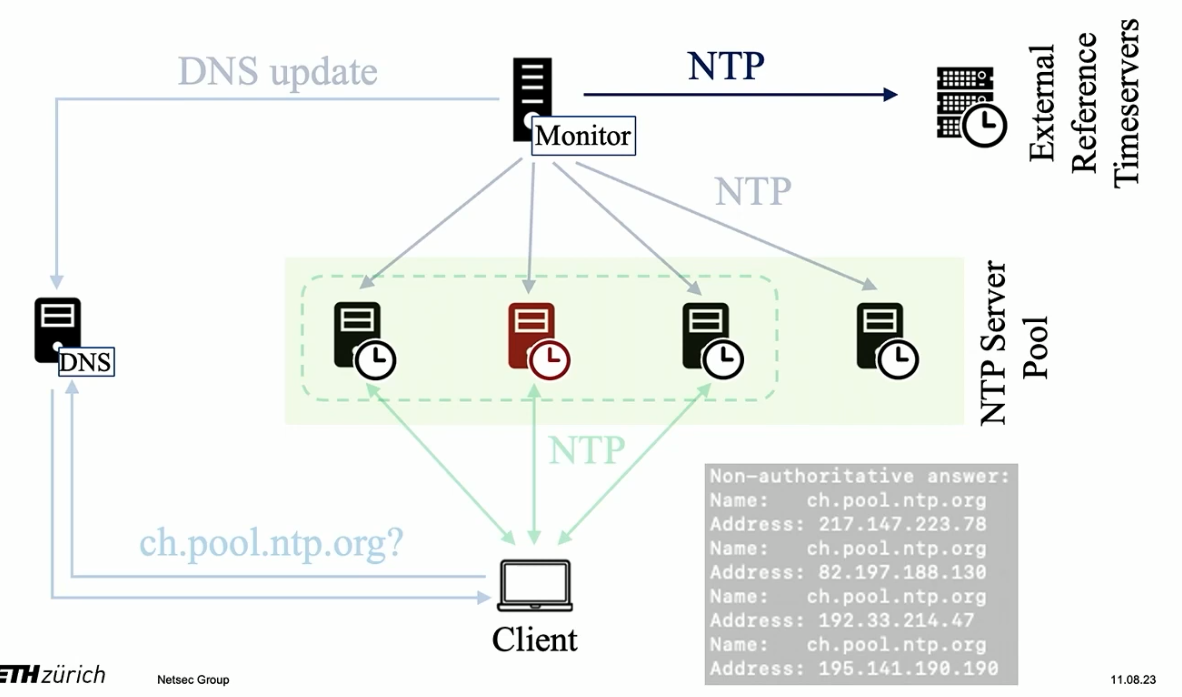 DNS update
NTP
Monitor
External
Reference
Timeservers
NTP
NTP Server
Pool
DNS
NTP
ch.pool.ntp.org?
Client
Non-authoritative answer:
Name: ch.pool.ntp.org
Address: 217.147.223.78
Name: ch.pool.ntp.org
Address: 82.197.188.130
Name: ch.pool.ntp.org
Address: 192.33.214.47
Name: ch.pool.ntp.org
Address: 195.141.190.190
ETH zürich
Netsec Group
11.08.23